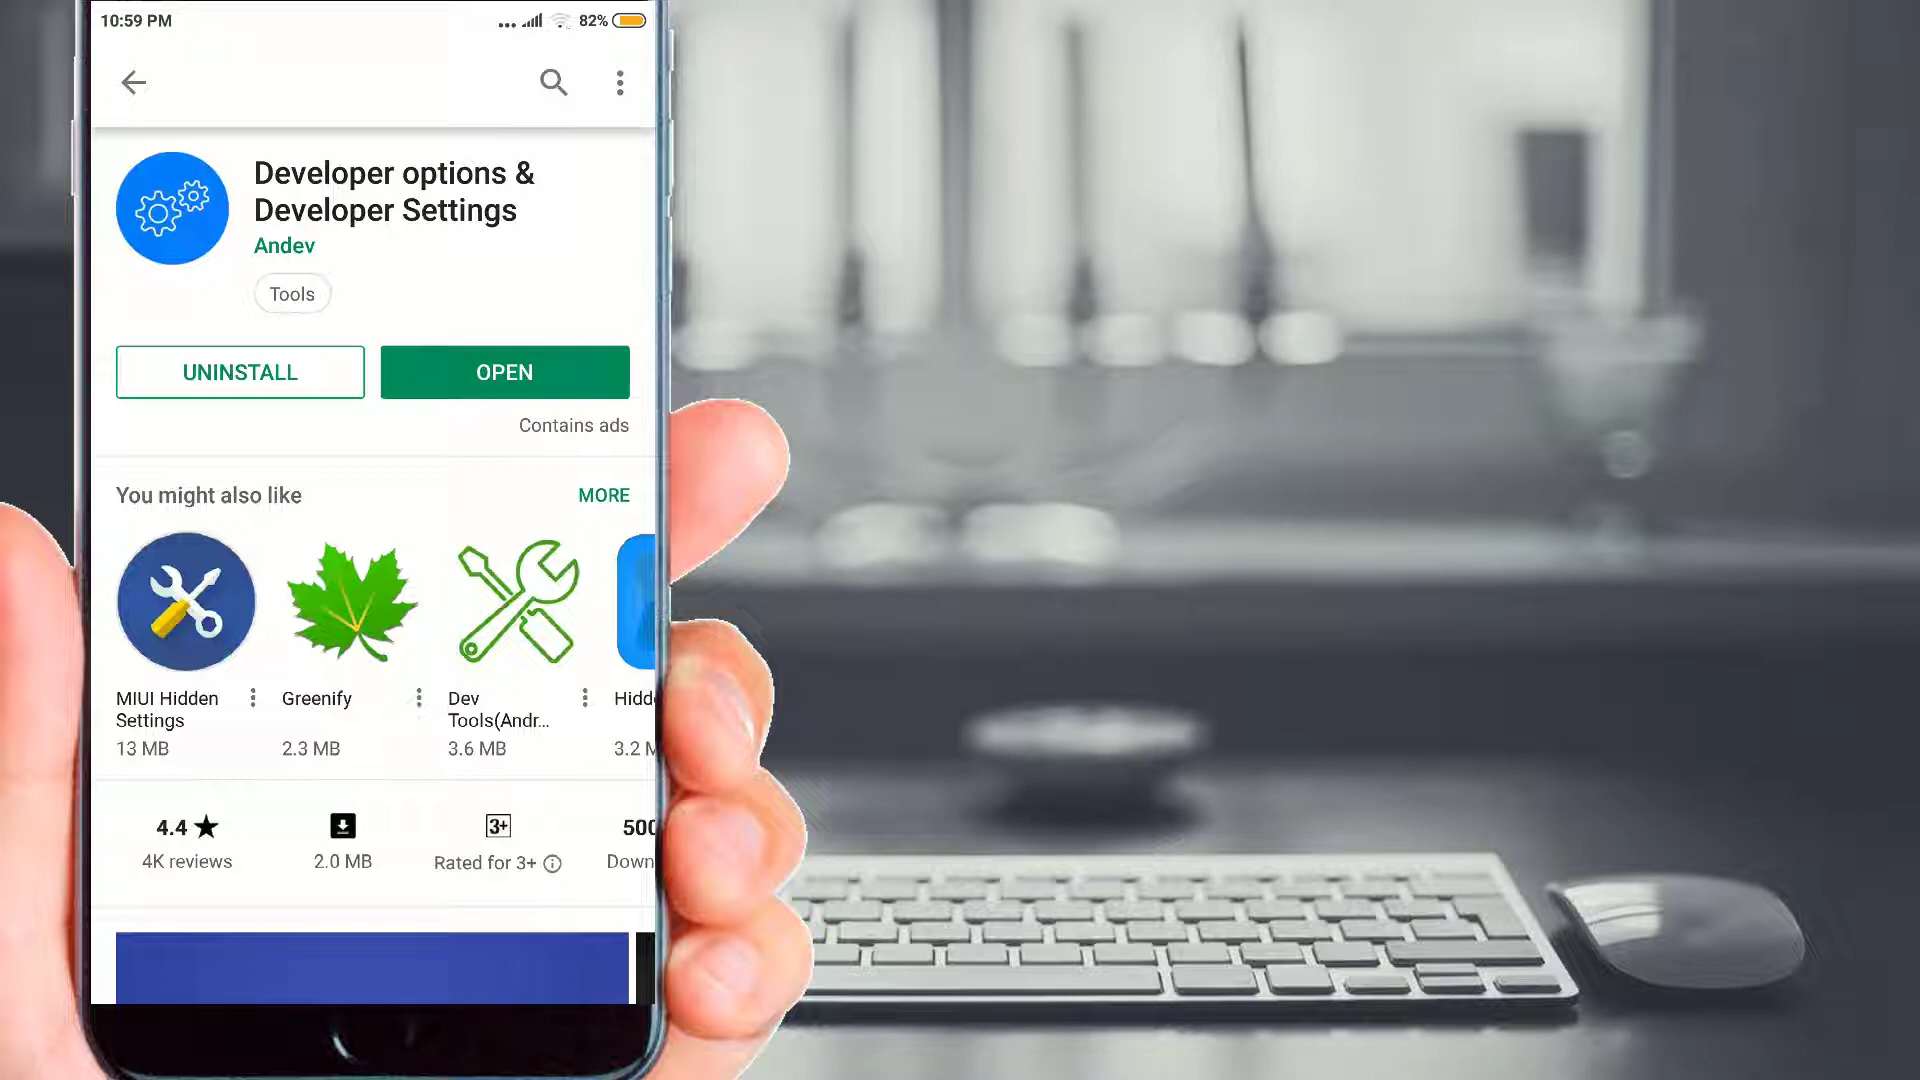 10:59 PM
82%
Developer options &
Developer Settings
Andev
Tools
UNINSTALL
OPEN
Contains ads
You might also like
MORE
MIUI Hidden
Settings
13 MB
Greenify
2.3 MB
Dev
Tools(Andr...
3.6 MB
3.2
4.4
4K reviews
2.0 MB
3+
Rated for 3+
500
Down